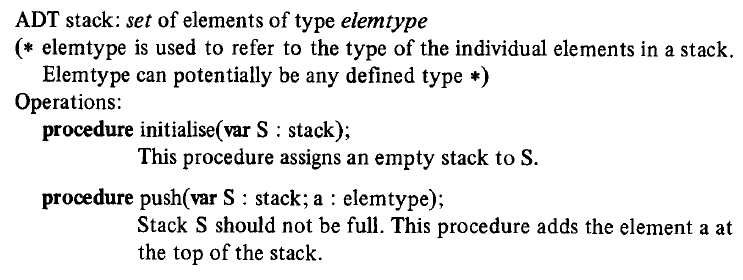 ADT stack: set of elements of type elemtype
(* elemtype is used to refer to the type of the individual elements in a stack.
Elemtype can potentially be any defined type *)
Operations:
procedure initialise(var S : stack);
This procedure assigns an empty stack to S.
procedure push(var S : stack; a : elemtype);
Stack S should not be full. This procedure adds the element a at
the top of the stack.